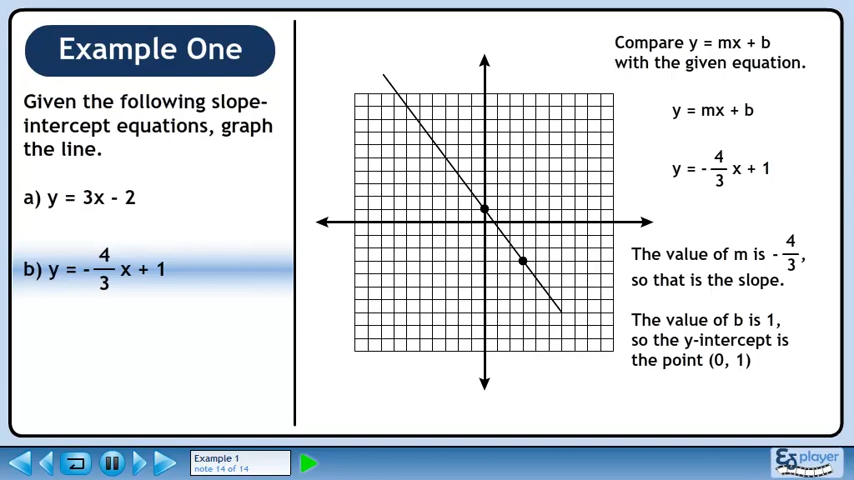 Example One
Given the following slope-
intercept equations, graph
the line.
a) y = 3x - 2
b) y = - 4/3 x + 1
Compare y = mx + b
with the given equation.
y = mx + b
y = - 4/3 x + 1
The value of m is - 4/3,
so that is the slope.
The value of b is 1,
so the y-intercept is
the point (0, 1)
Example 1
note 14 of 14
player